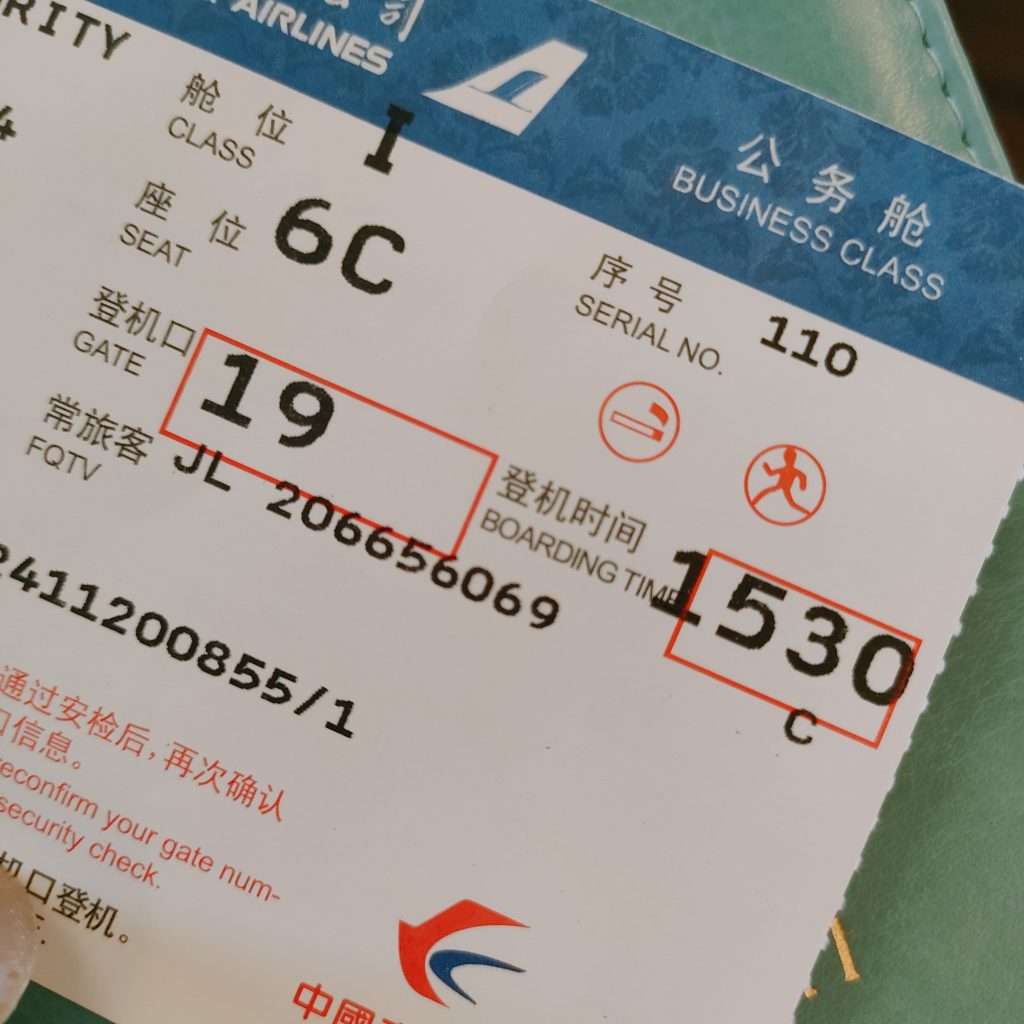 AIRLINES
公务舱
BUSINESS CLASS
舱 位 I
CLASS
座 位 6C
SEAT
序 号 110
SERIAL NO.
登机口 19
GATE
常旅客 JL 206656069
FQTV
登机时间 1530
BOARDING TIME
C
2411200855/1
通过安检后，再次确认
口信息。
reconfirm your gate num-
security check.
机口登机。
中國